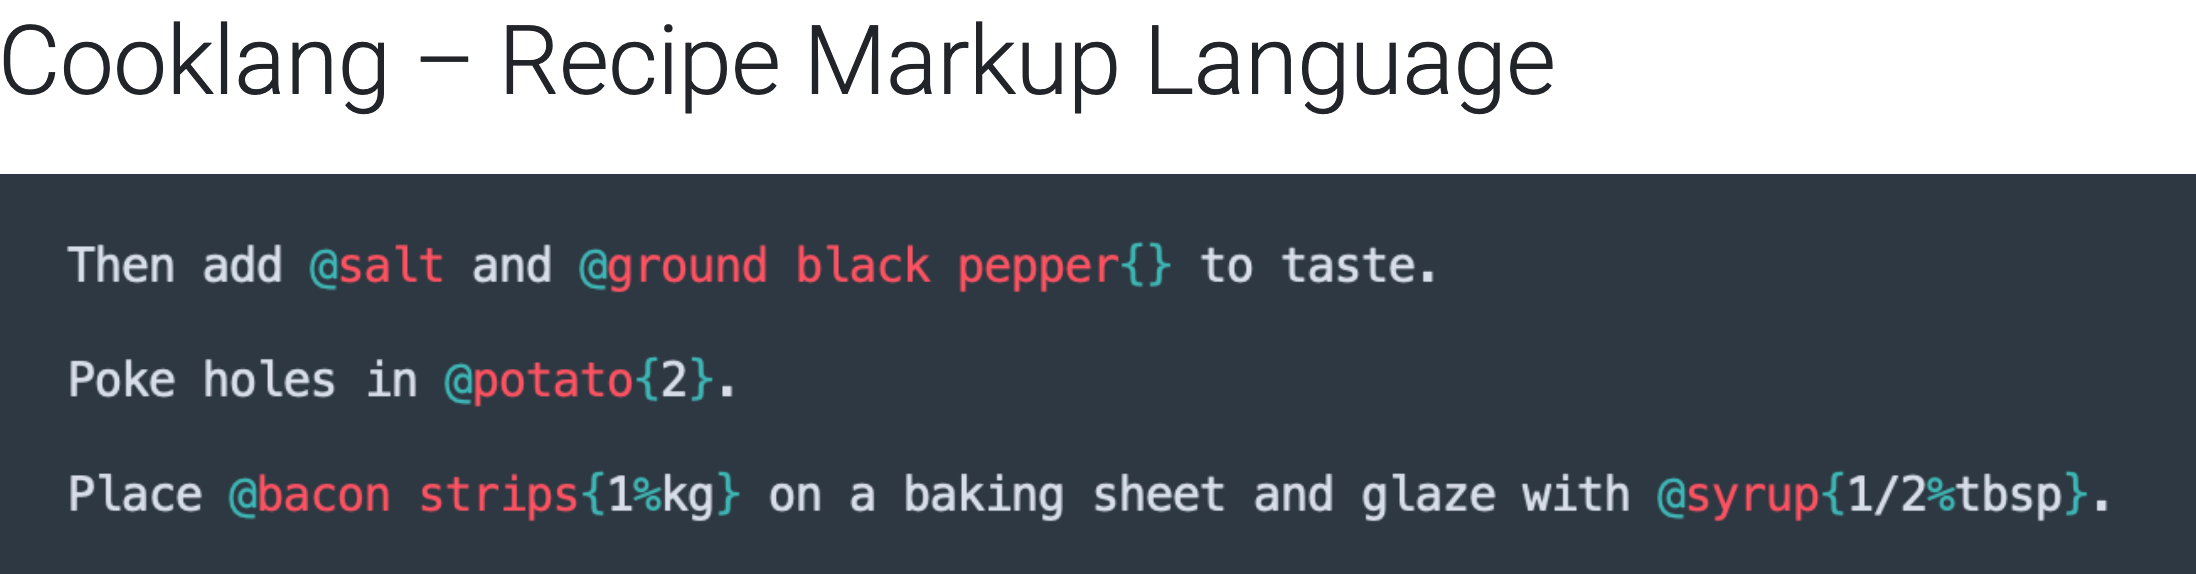 Cooklang – Recipe Markup Language
Then add @salt and @ground black pepper{} to taste.
Poke holes in @potato{2}.
Place @bacon strips{1%kg} on a baking sheet and glaze with @syrup{1/2%tbsp}.